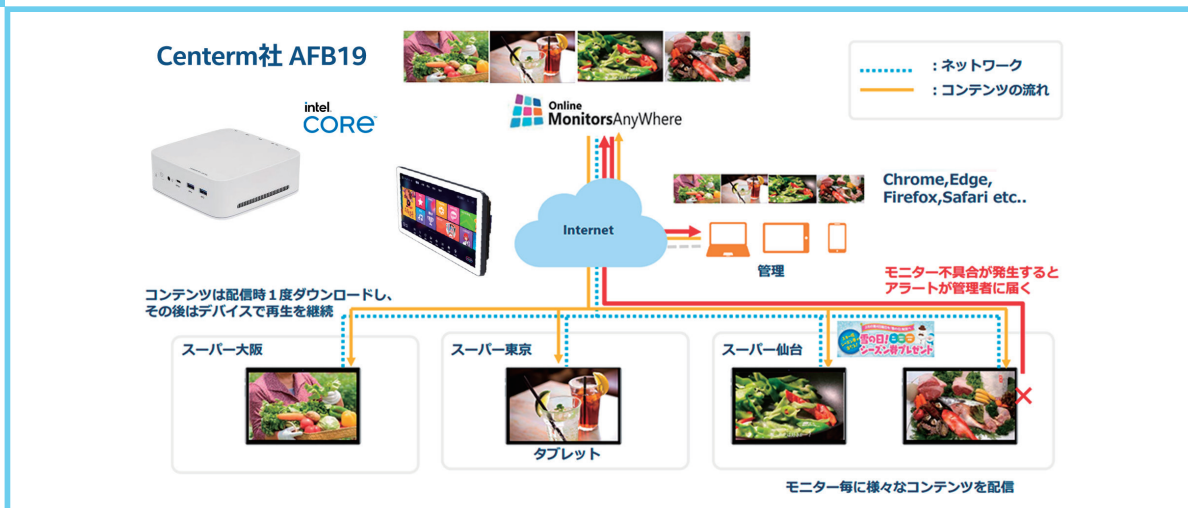 Centerm社 AFB19
intel
CORE
Online
MonitorsAnyWhere
：ネットワーク
：コンテンツの流れ
Chrome,Edge,
Firefox,Safari etc..
Internet
管理
モニター不具合が発生すると
アラートが管理者に届く
コンテンツは配信時１度ダウンロードし、
その後はデバイスで再生を継続
スーパー大阪
スーパー東京
スーパー仙台
雪の日！
シーズン券プレゼント
タブレット
モニター毎に様々なコンテンツを配信